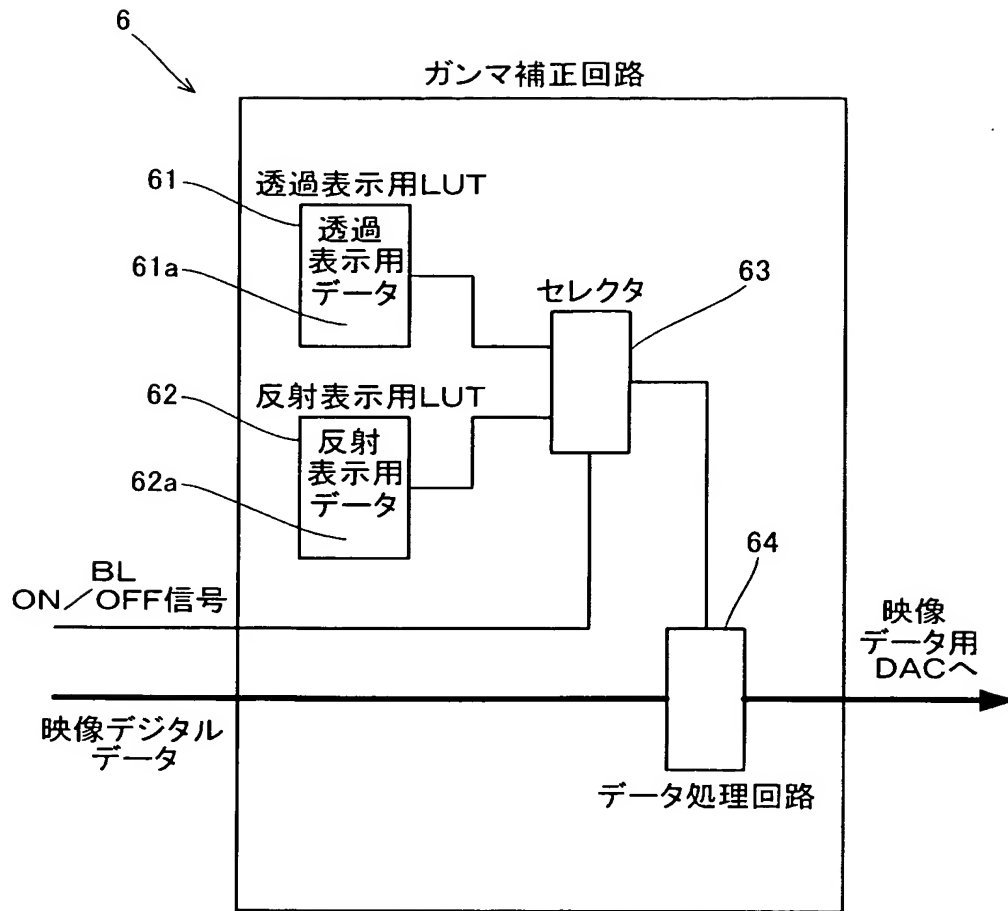 6
ガンマ補正回路
61
透過表示用LUT
透過
表示用
データ
61a
セレクタ
63
62
反射表示用LUT
反射
表示用
データ
62a
64
BL
ON／OFF信号
映像
データ用
DACへ
映像デジタル
データ
データ処理回路